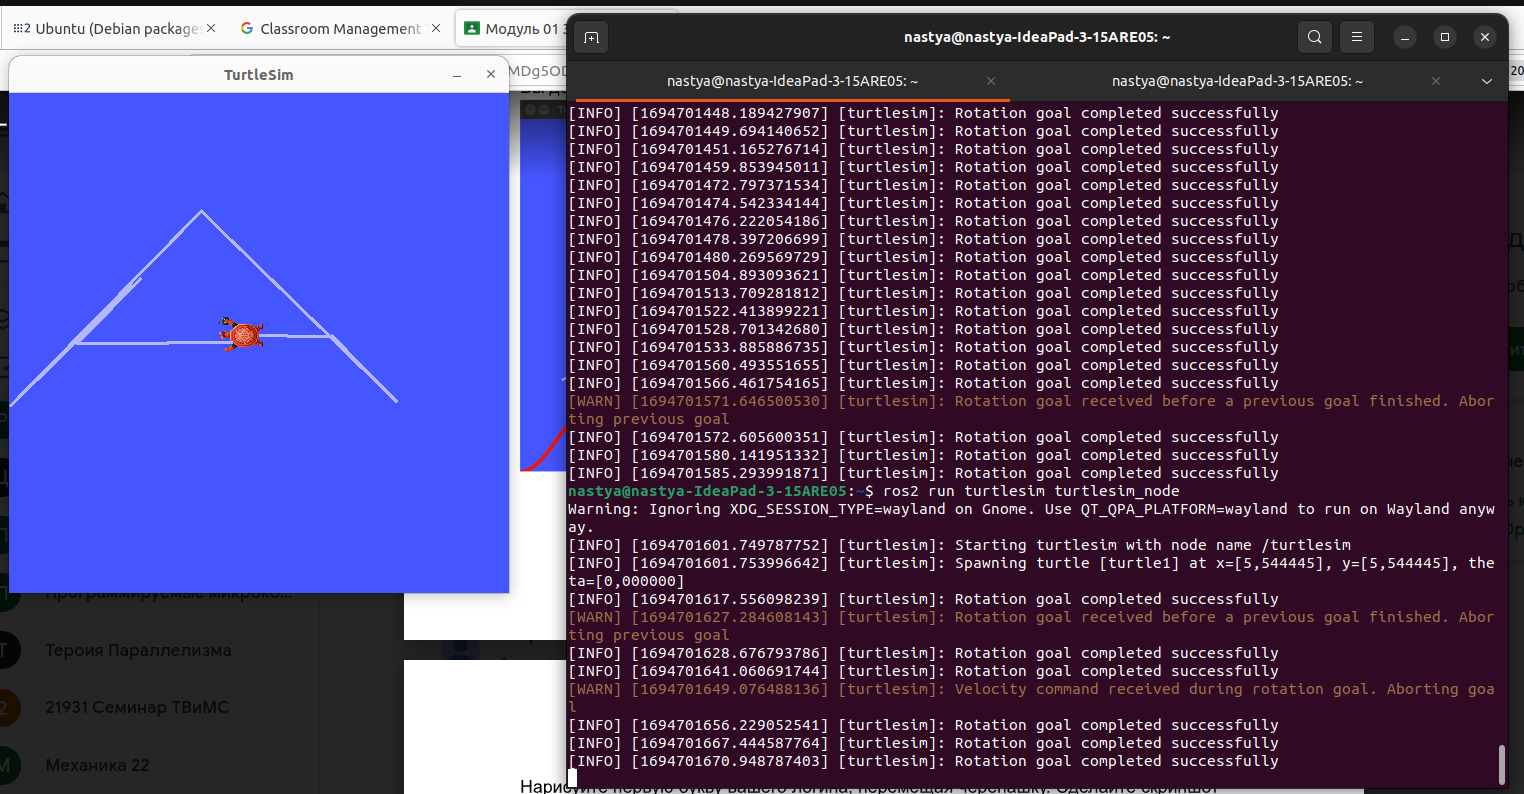 Ubuntu (Debian package
Classroom Management
Модуль 01
TurtleSim
nastya@nastya-IdeaPad-3-15ARE05: ~
nastya@nastya-IdeaPad-3-15ARE05: ~
nastya@nastya-IdeaPad-3-15ARE05: ~
[INFO] [1694701448.189427907] [turtlesim]: Rotation goal completed successfully
[INFO] [1694701449.694140652] [turtlesim]: Rotation goal completed successfully
[INFO] [1694701451.165276714] [turtlesim]: Rotation goal completed successfully
[INFO] [1694701459.853945011] [turtlesim]: Rotation goal completed successfully
[INFO] [1694701472.797371534] [turtlesim]: Rotation goal completed successfully
[INFO] [1694701474.542334144] [turtlesim]: Rotation goal completed successfully
[INFO] [1694701476.222054186] [turtlesim]: Rotation goal completed successfully
[INFO] [1694701478.397206699] [turtlesim]: Rotation goal completed successfully
[INFO] [1694701480.269569729] [turtlesim]: Rotation goal completed successfully
[INFO] [1694701504.893093621] [turtlesim]: Rotation goal completed successfully
[INFO] [1694701513.709281812] [turtlesim]: Rotation goal completed successfully
[INFO] [1694701522.413899221] [turtlesim]: Rotation goal completed successfully
[INFO] [1694701528.701342680] [turtlesim]: Rotation goal completed successfully
[INFO] [1694701533.885886735] [turtlesim]: Rotation goal completed successfully
[INFO] [1694701560.493551655] [turtlesim]: Rotation goal completed successfully
[INFO] [1694701566.461754165] [turtlesim]: Rotation goal completed successfully
[WARN] [1694701571.646500530] [turtlesim]: Rotation goal received before a previous goal finished. Abor
ting previous goal
[INFO] [1694701572.605600351] [turtlesim]: Rotation goal completed successfully
[INFO] [1694701580.141951332] [turtlesim]: Rotation goal completed successfully
[INFO] [1694701585.293991871] [turtlesim]: Rotation goal completed successfully
nastya@nastya-IdeaPad-3-15ARE05:~$ ros2 run turtlesim turtlesim_node
Warning: Ignoring XDG_SESSION_TYPE=wayland on Gnome. Use QT_QPA_PLATFORM=wayland to run on Wayland anyw
ay.
[INFO] [1694701601.749787752] [turtlesim]: Starting turtlesim with node name /turtlesim
[INFO] [1694701601.753996642] [turtlesim]: Spawning turtle [turtle1] at x=[5,544445], y=[5,544445], the
ta=[0,000000]
[INFO] [1694701617.556098239] [turtlesim]: Rotation goal completed successfully
[WARN] [1694701627.284608143] [turtlesim]: Rotation goal received before a previous goal finished. Abor
ting previous goal
[INFO] [1694701628.676793786] [turtlesim]: Rotation goal completed successfully
[INFO] [1694701641.060691744] [turtlesim]: Rotation goal completed successfully
[WARN] [1694701649.076488136] [turtlesim]: Velocity command received during rotation goal. Aborting goa
l
[INFO] [1694701656.229052541] [turtlesim]: Rotation goal completed successfully
[INFO] [1694701667.444587764] [turtlesim]: Rotation goal completed successfully
[INFO] [1694701670.948787403] [turtlesim]: Rotation goal completed successfully
Программируемые микроко...
Тероия Параллелизма
21931 Семинар ТВиМС
Механика 22
Нарисуйте первую букву вашего логина, перемещая черепашку. Сделайте скриншот